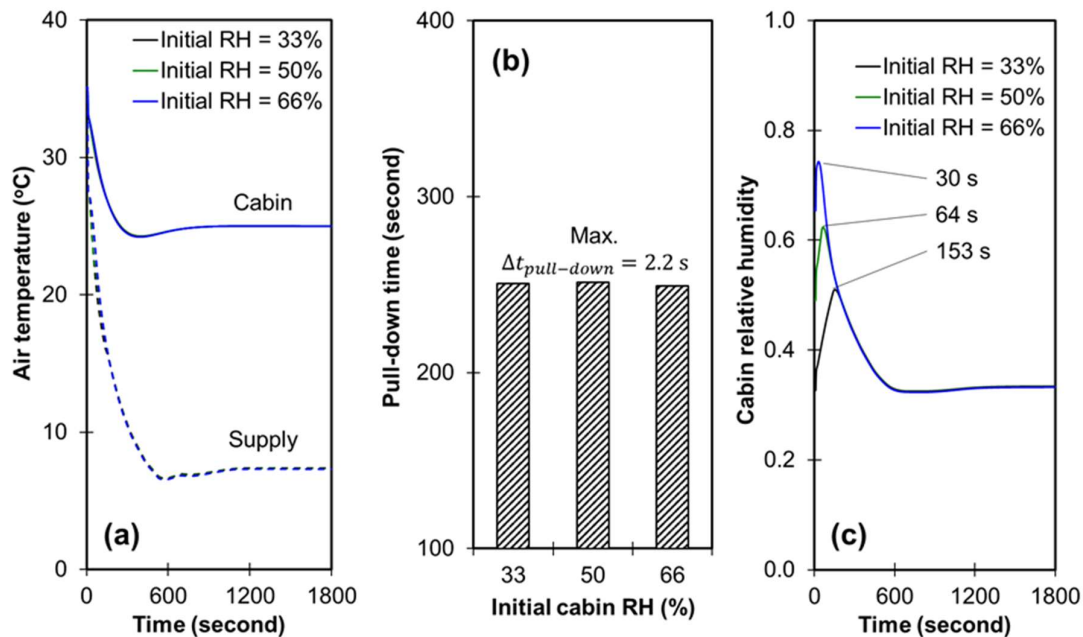 40
30
20
10
0
Air temperature (°C)
Initial RH = 33%
Initial RH = 50%
Initial RH = 66%
Cabin
Supply
(a)
0 600 1200 1800
Time (second)
400
300
200
100
Pull-down time (second)
(b)
Max.
Δt_{pull-down} = 2.2 s
33 50 66
Initial cabin RH (%)
1.0
0.8
0.6
0.4
0.2
0.0
Cabin relative humidity
Initial RH = 33%
Initial RH = 50%
Initial RH = 66%
30 s
64 s
153 s
(c)
0 600 1200 1800
Time (second)